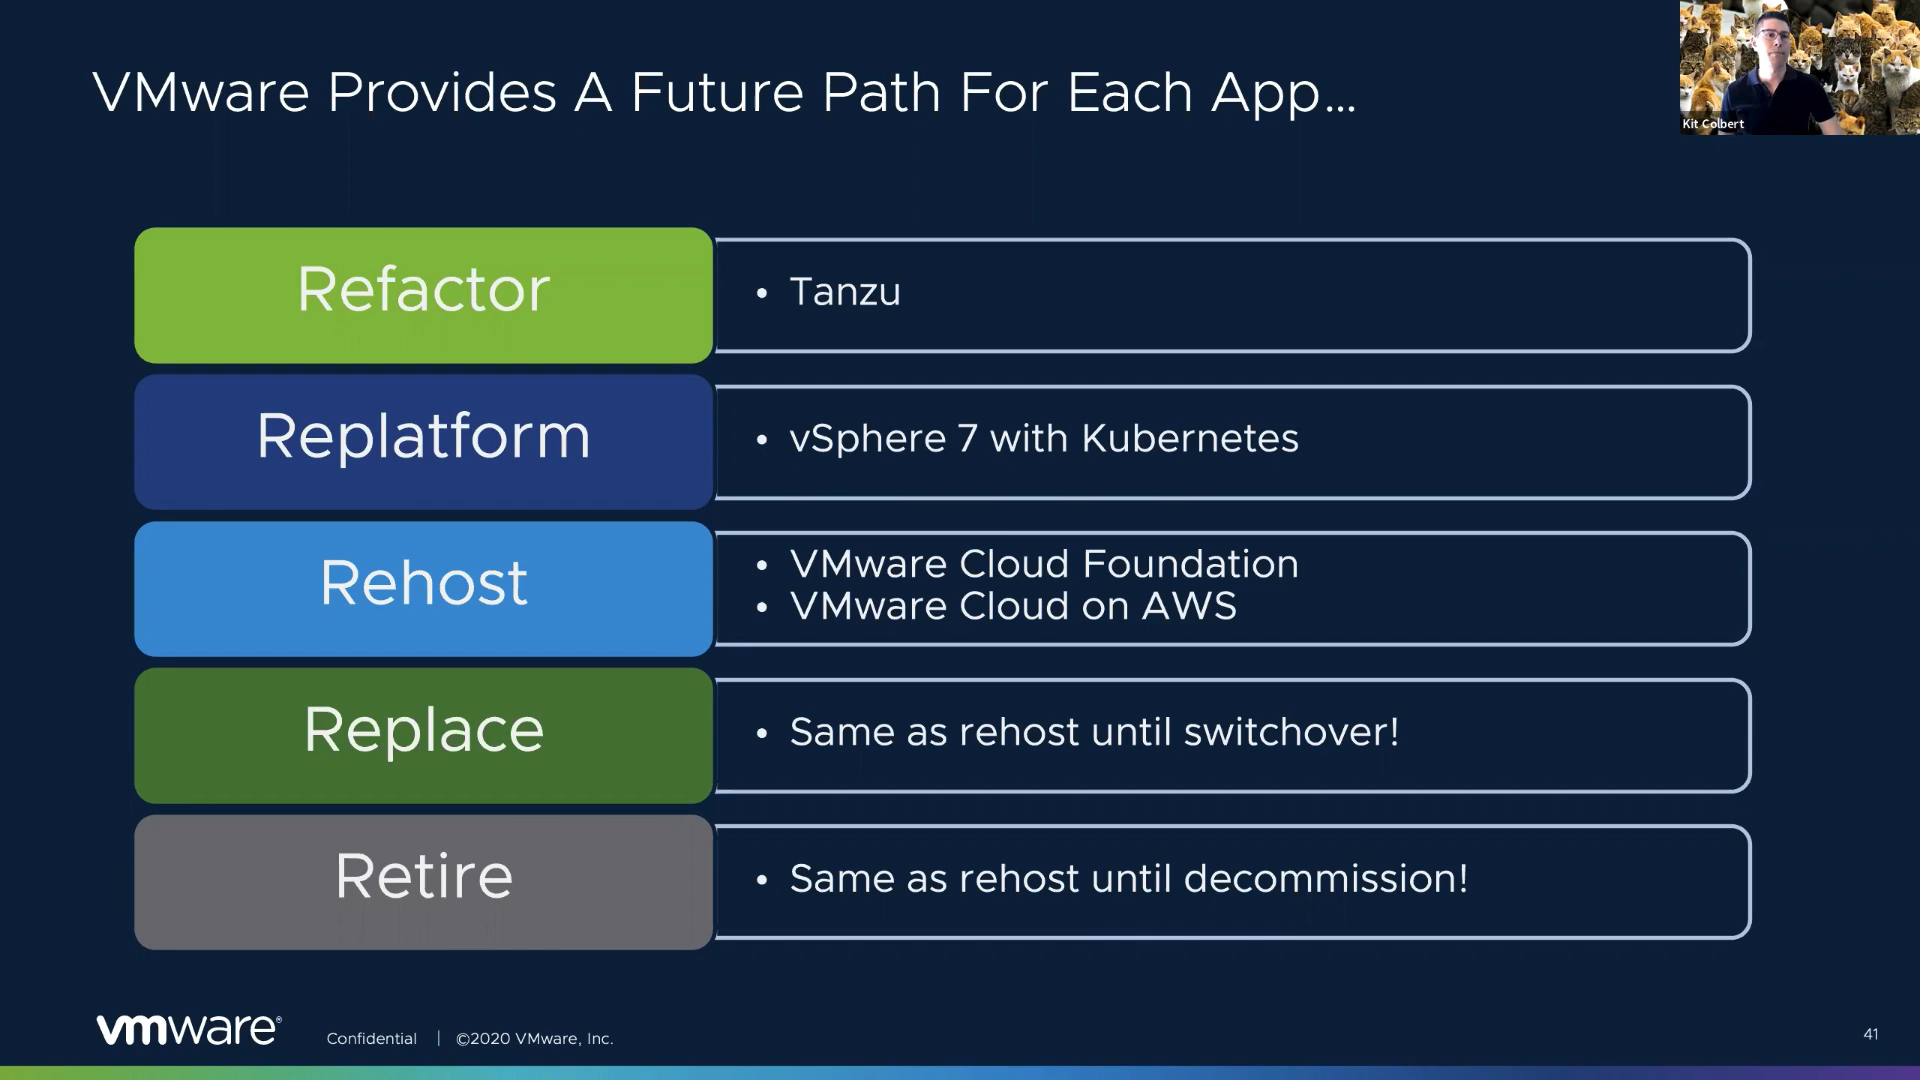 VMware Provides A Future Path For Each App...
Kit Colbert
Refactor
• Tanzu
Replatform
• vSphere 7 with Kubernetes
Rehost
• VMware Cloud Foundation
• VMware Cloud on AWS
Replace
• Same as rehost until switchover!
Retire
• Same as rehost until decommission!
vmware®
Confidential | ©2020 VMware, Inc.
41